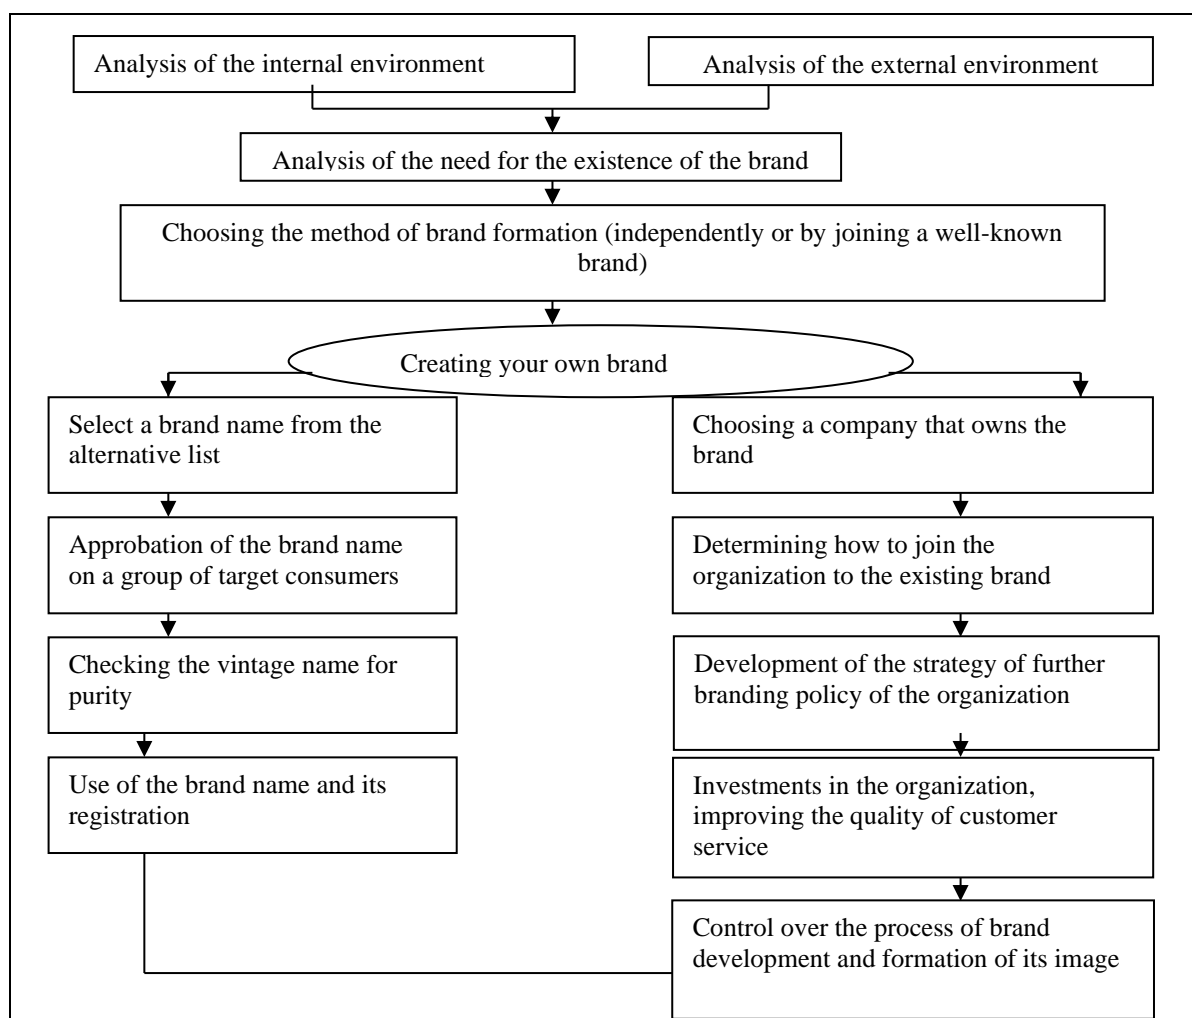 Analysis of the internal environment
Analysis of the external environment
Analysis of the need for the existence of the brand
Choosing the method of brand formation (independently or by joining a well-known
brand)
Creating your own brand
Select a brand name from the
alternative list
Approbation of the brand name
on a group of target consumers
Checking the vintage name for
purity
Use of the brand name and its
registration
Choosing a company that owns the
brand
Determining how to join the
organization to the existing brand
Development of the strategy of further
branding policy of the organization
Investments in the organization,
improving the quality of customer
service
Control over the process of brand
development and formation of its image